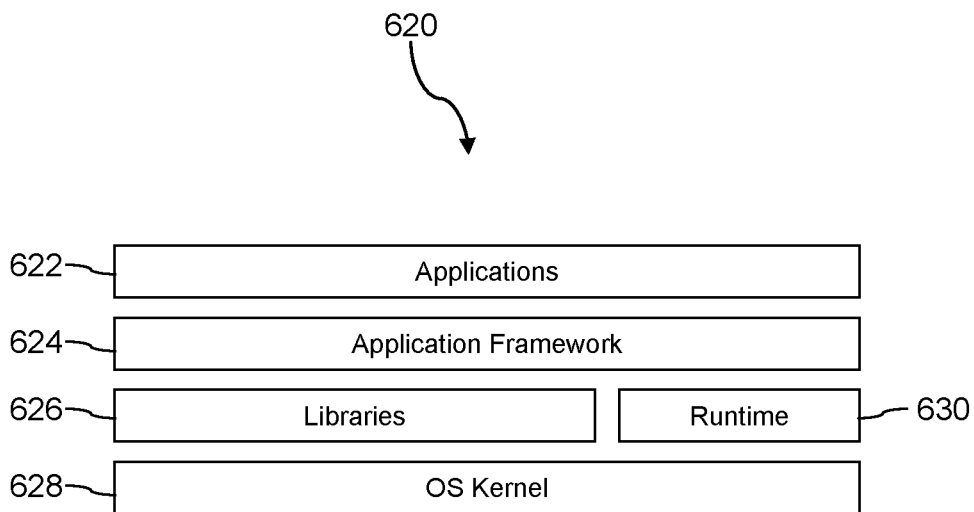 620
622 Applications
624 Application Framework
626 Libraries Runtime 630
628 OS Kernel